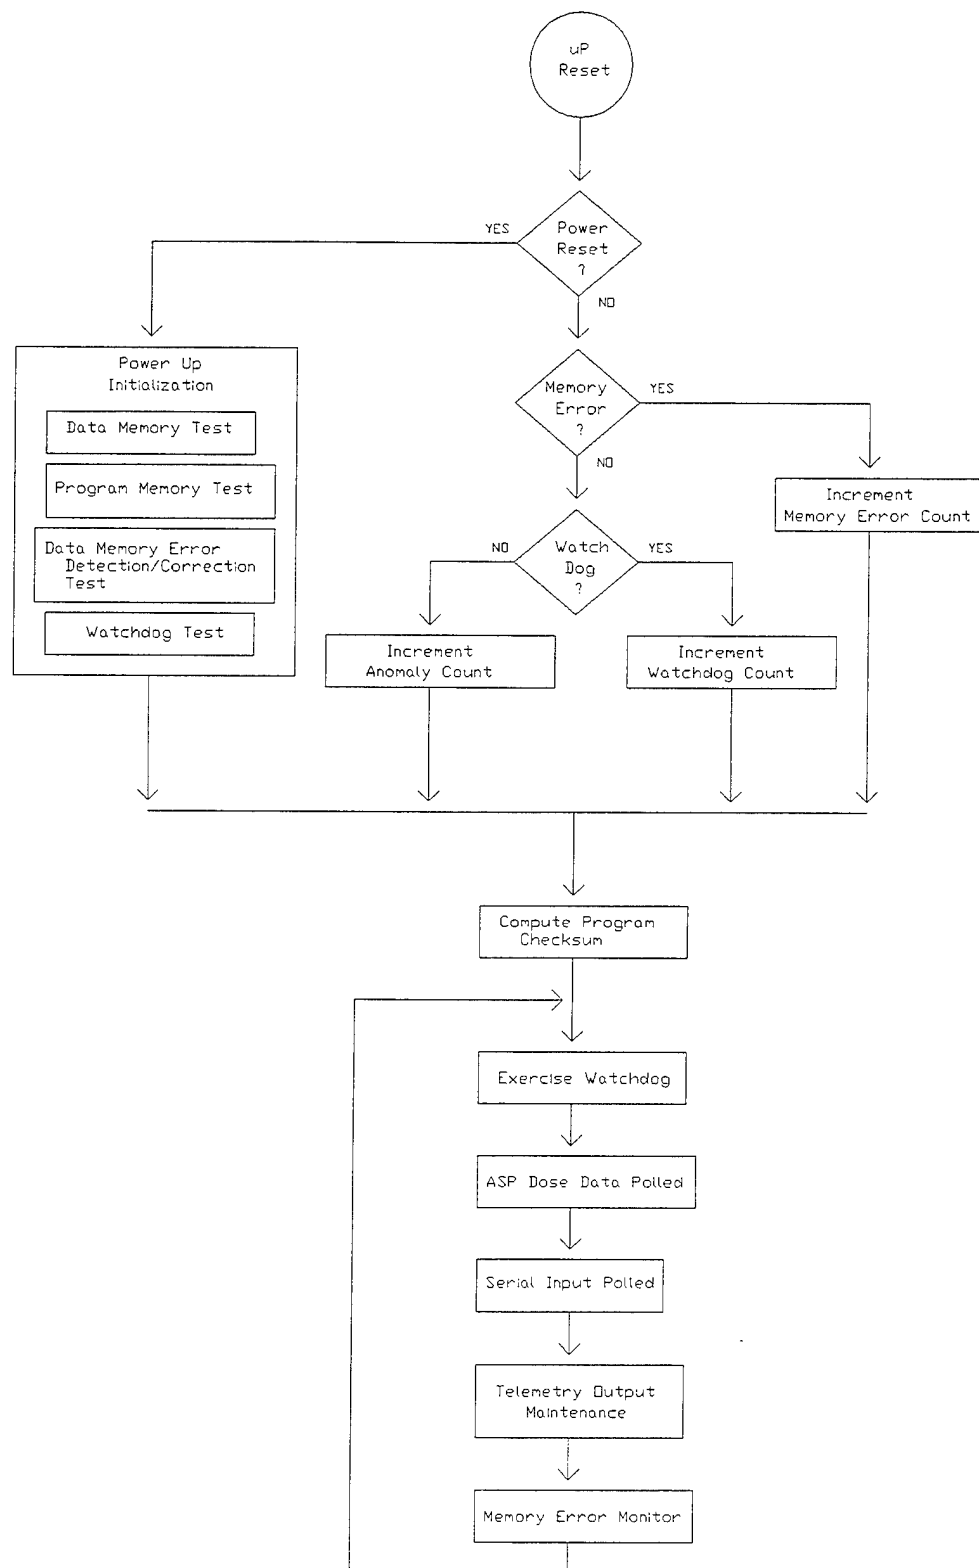 uP
Reset
YES
Power
Reset
?
NO
Power Up
Initialization
Data Memory Test
Program Memory Test
Data Memory Error
Detection/Correction
Test
Watchdog Test
Memory
Error
?
YES
NO
Increment
Memory Error Count
NO
Watch
Dog
?
YES
Increment
Anomaly Count
Increment
Watchdog Count
Compute Program
Checksum
Exercise Watchdog
ASP Dose Data Polled
Serial Input Polled
Telemetry Output
Maintenance
Memory Error Monitor